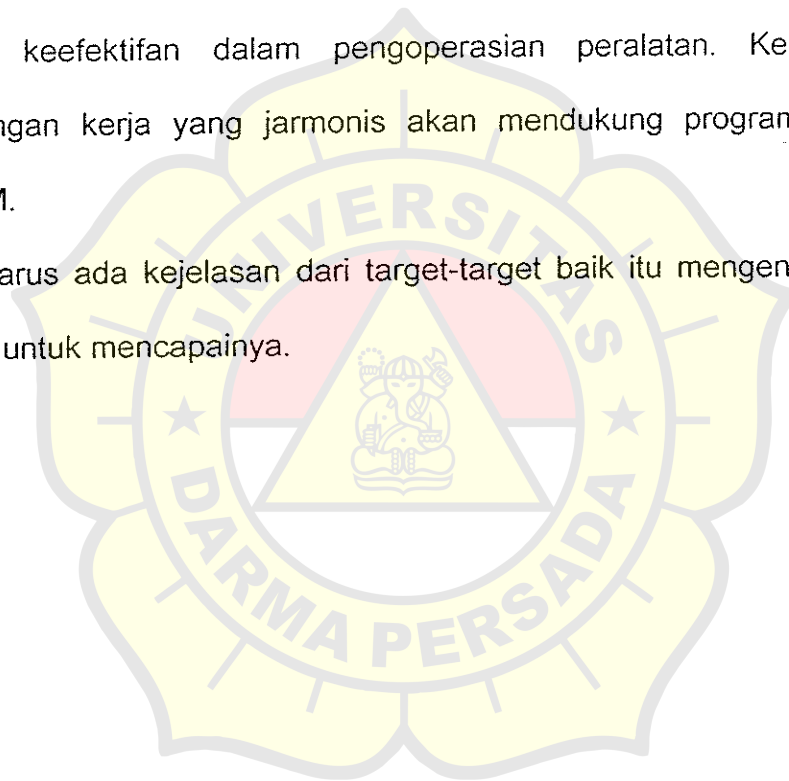 keefektifan dalam pengoperasian peralatan. Ke
ngan kerja yang jarmonis akan mendukung program
M.
arus ada kejelasan dari target-target baik itu mengen
untuk mencapainya.
UNIVERSITAS
DARMA PERSADA